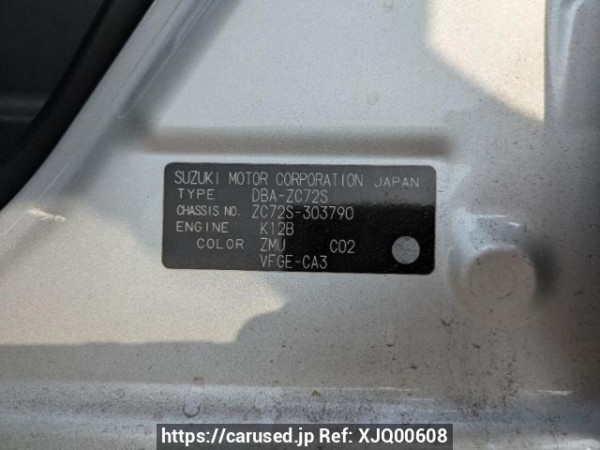 SUZUKI MOTOR CORPORATION JAPAN
TYPE DBA-ZC72S
CHASSIS NO. ZC72S-303790
ENGINE K12B
COLOR ZMU C02
VFGE-CA3
https://carused.jp Ref: XJQ00608